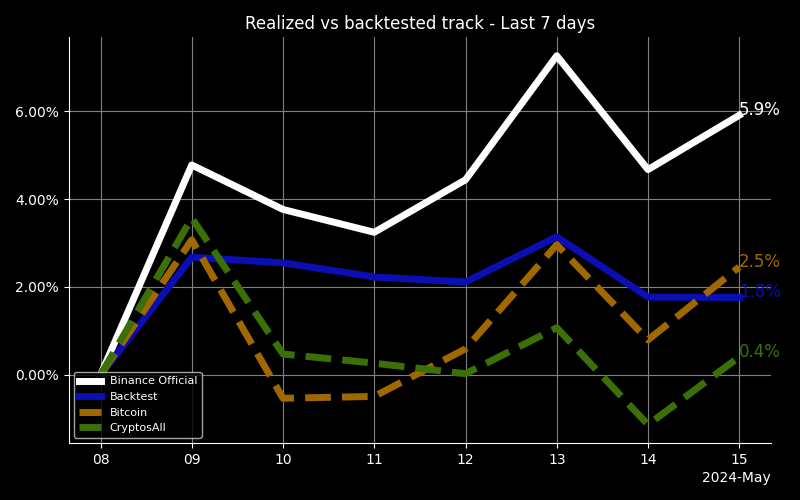 Realized vs backtested track - Last 7 days
6.00%
4.00%
2.00%
0.00%
5.9%
2.5%
1.8%
0.4%
Binance Official
Backtest
Bitcoin
CryptosAll
08 09 10 11 12 13 14 15
2024-May